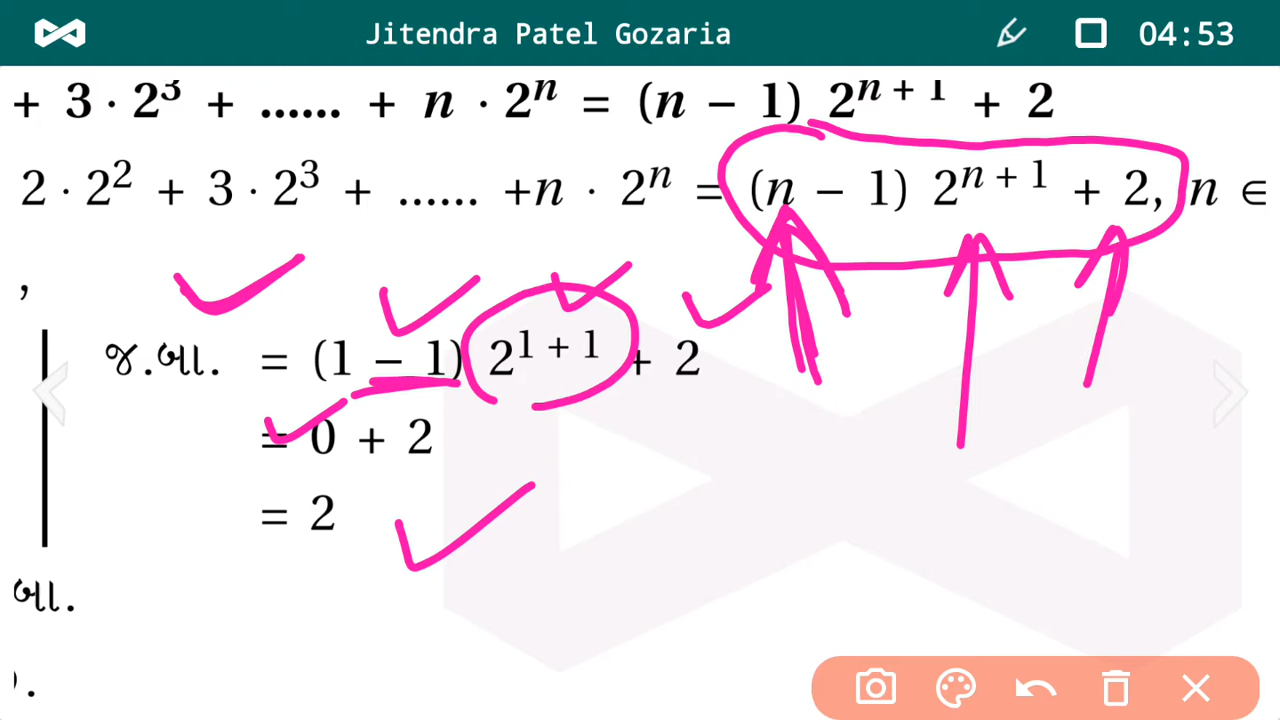 Jitendra Patel Gozaria 04:53
+ 3 · 2³ + ...... + n · 2ⁿ = (n − 1) 2ⁿ⁺¹ + 2
2 · 2² + 3 · 2³ + ...... +n · 2ⁿ = (n − 1) 2ⁿ⁺¹ + 2, n ∈
,
જ.બા. = (1 − 1) 2¹⁺¹ + 2
= 0 + 2
= 2
બા.